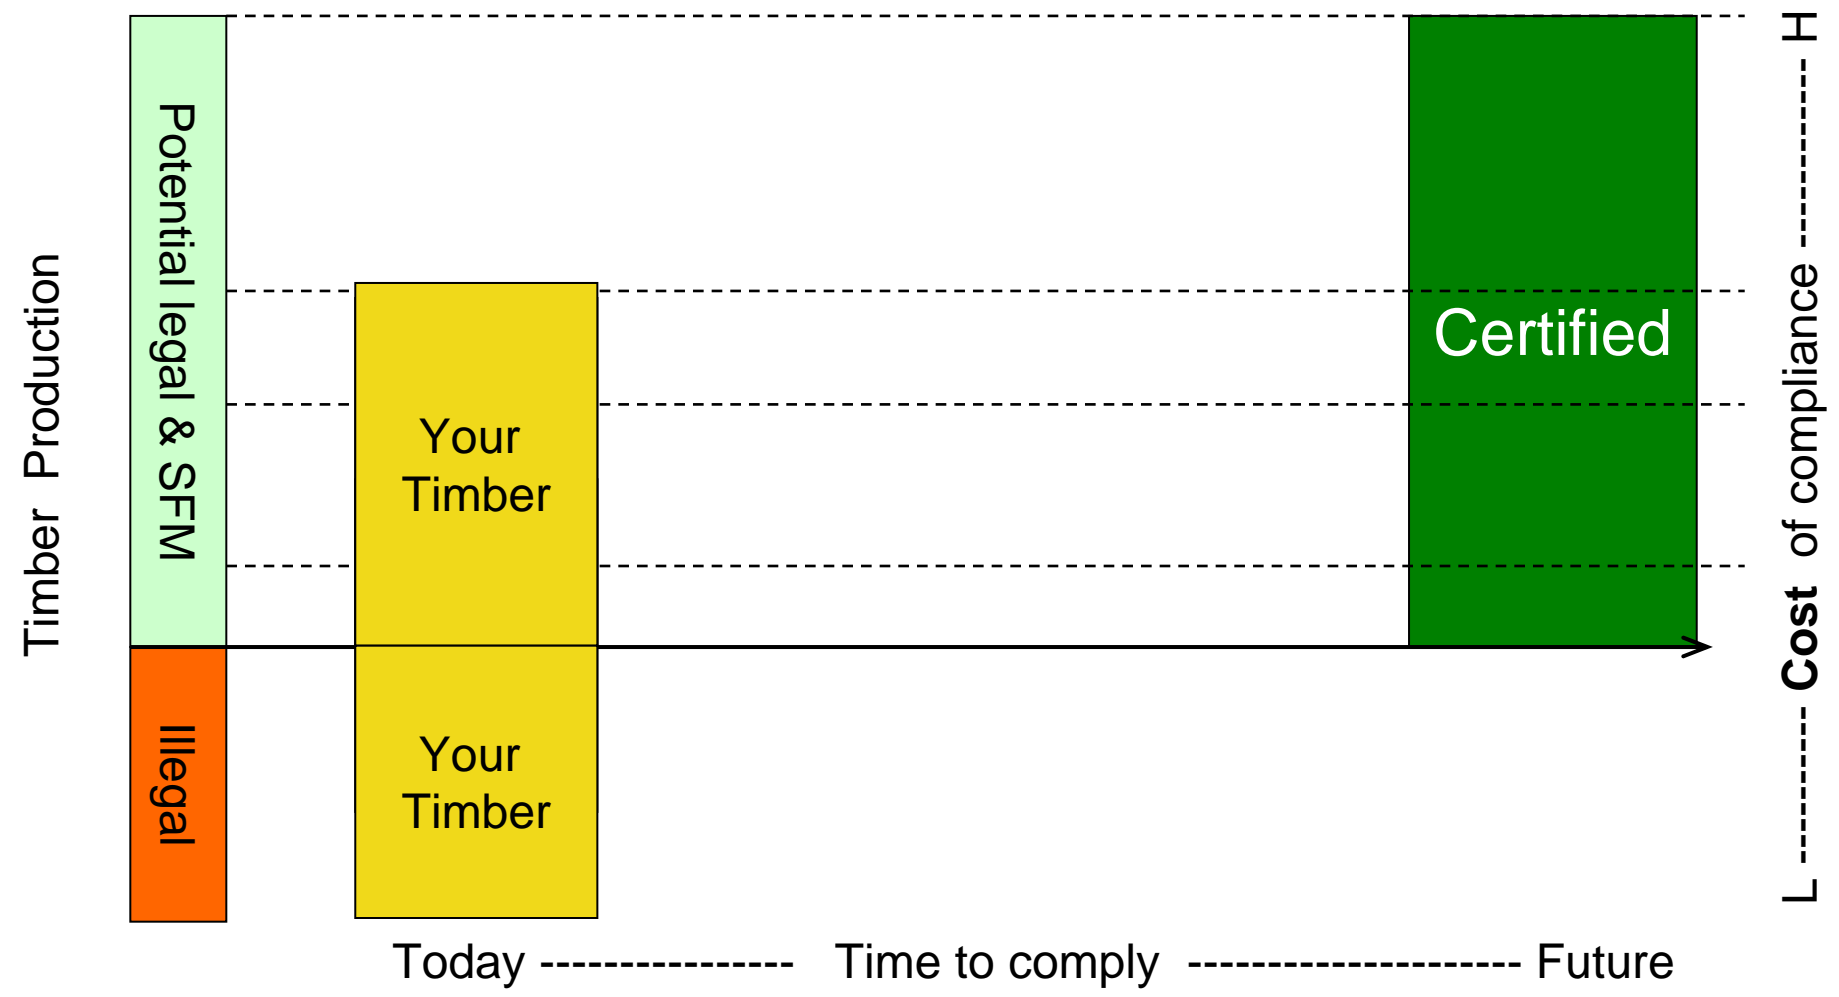 Timber Production
Potential legal & SFM
Illegal
Your
Timber
Your
Timber
Certified
L ---------- Cost of compliance ------------ H
Today ---------------- Time to comply --------------------- Future